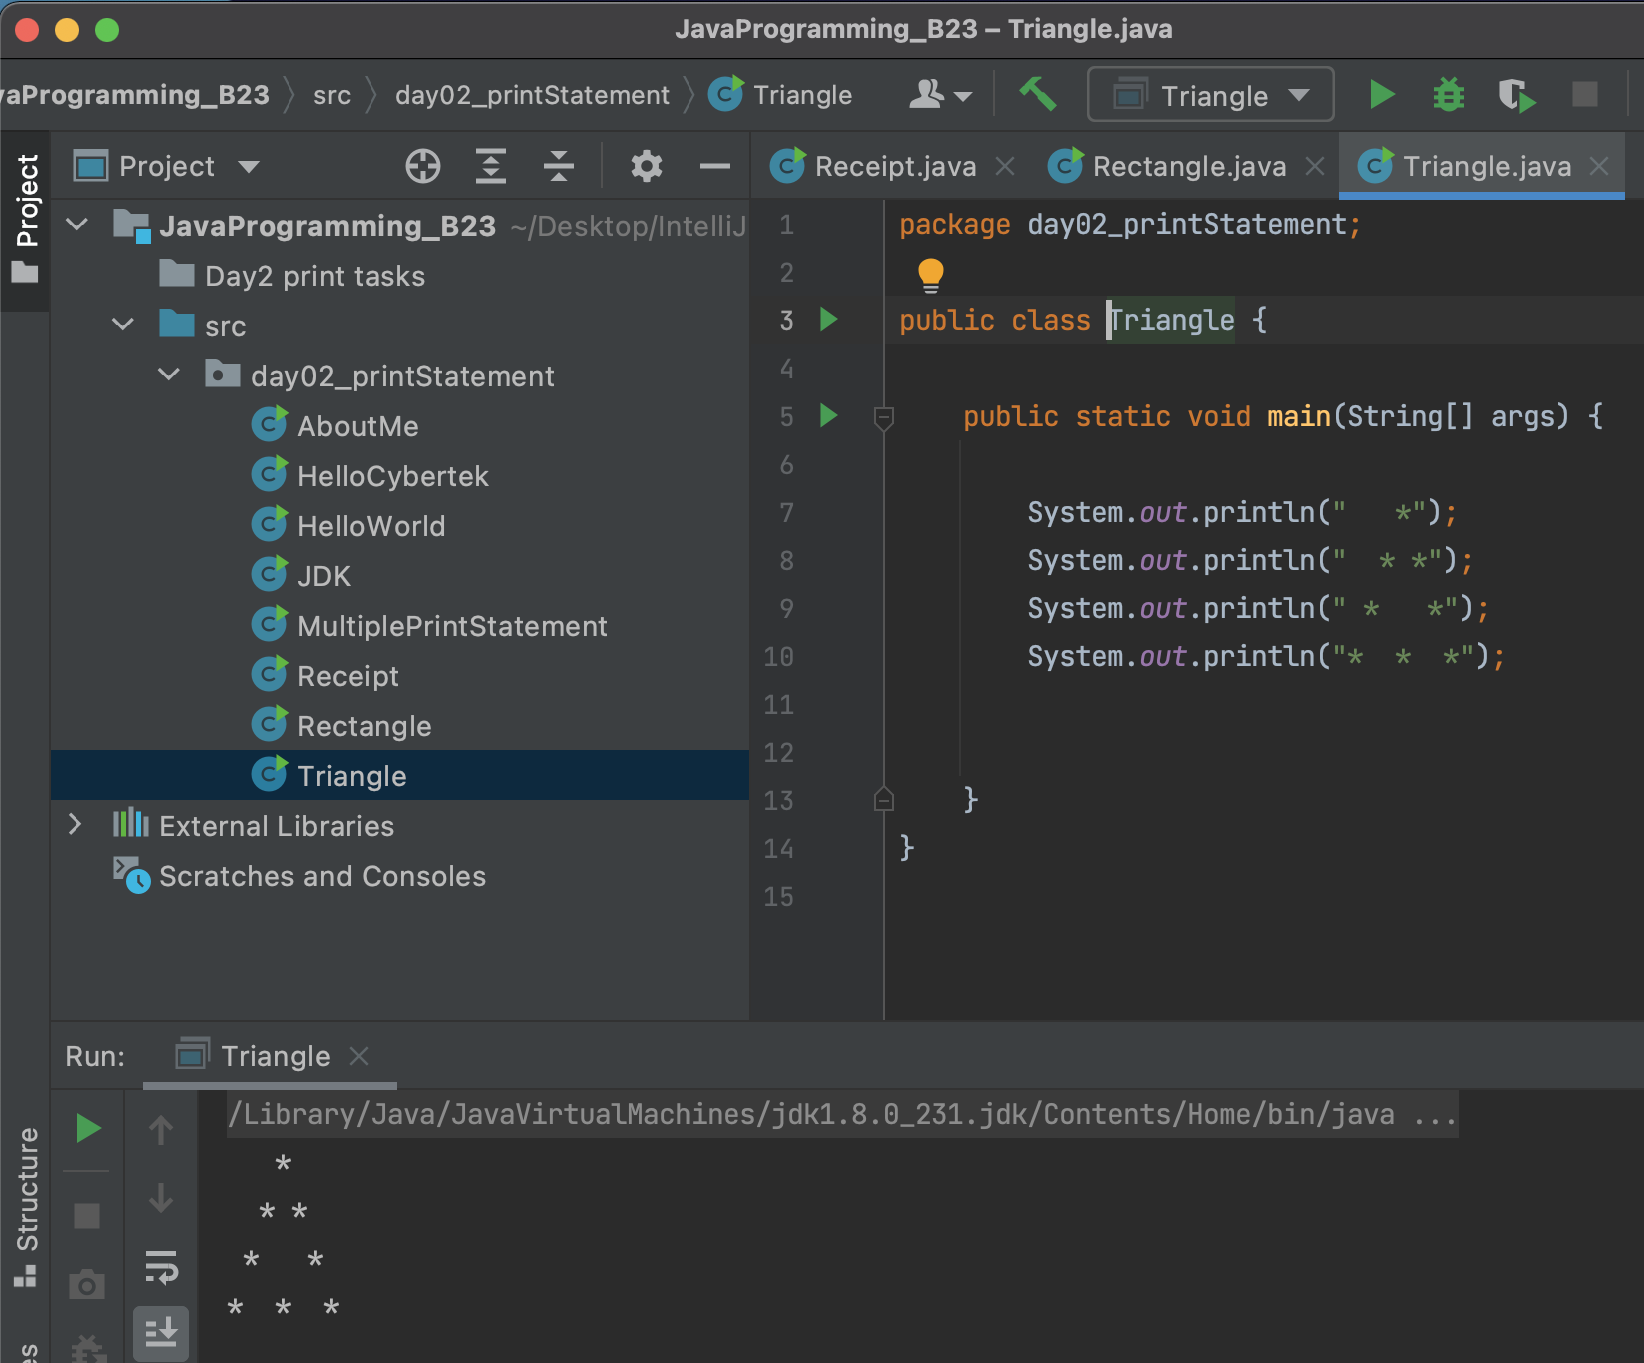 JavaProgramming_B23 – Triangle.java
vaProgramming_B23 src day02_printStatement Triangle Triangle
Project
Project
Receipt.java Rectangle.java Triangle.java
JavaProgramming_B23 ~/Desktop/IntelliJ
Day2 print tasks
src
day02_printStatement
AboutMe
HelloCybertek
HelloWorld
JDK
MultiplePrintStatement
Receipt
Rectangle
Triangle
External Libraries
Scratches and Consoles
1 package day02_printStatement;
2
3 public class Triangle {
4
5     public static void main(String[] args) {
6
7         System.out.println("   *");
8         System.out.println("  * *");
9         System.out.println(" *   *");
10         System.out.println("*  *  *");
11
12
13     }
14 }
15
Run: Triangle
Structure
es
/Library/Java/JavaVirtualMachines/jdk1.8.0_231.jdk/Contents/Home/bin/java ...
   *
  * *
 *   *
*  *  *